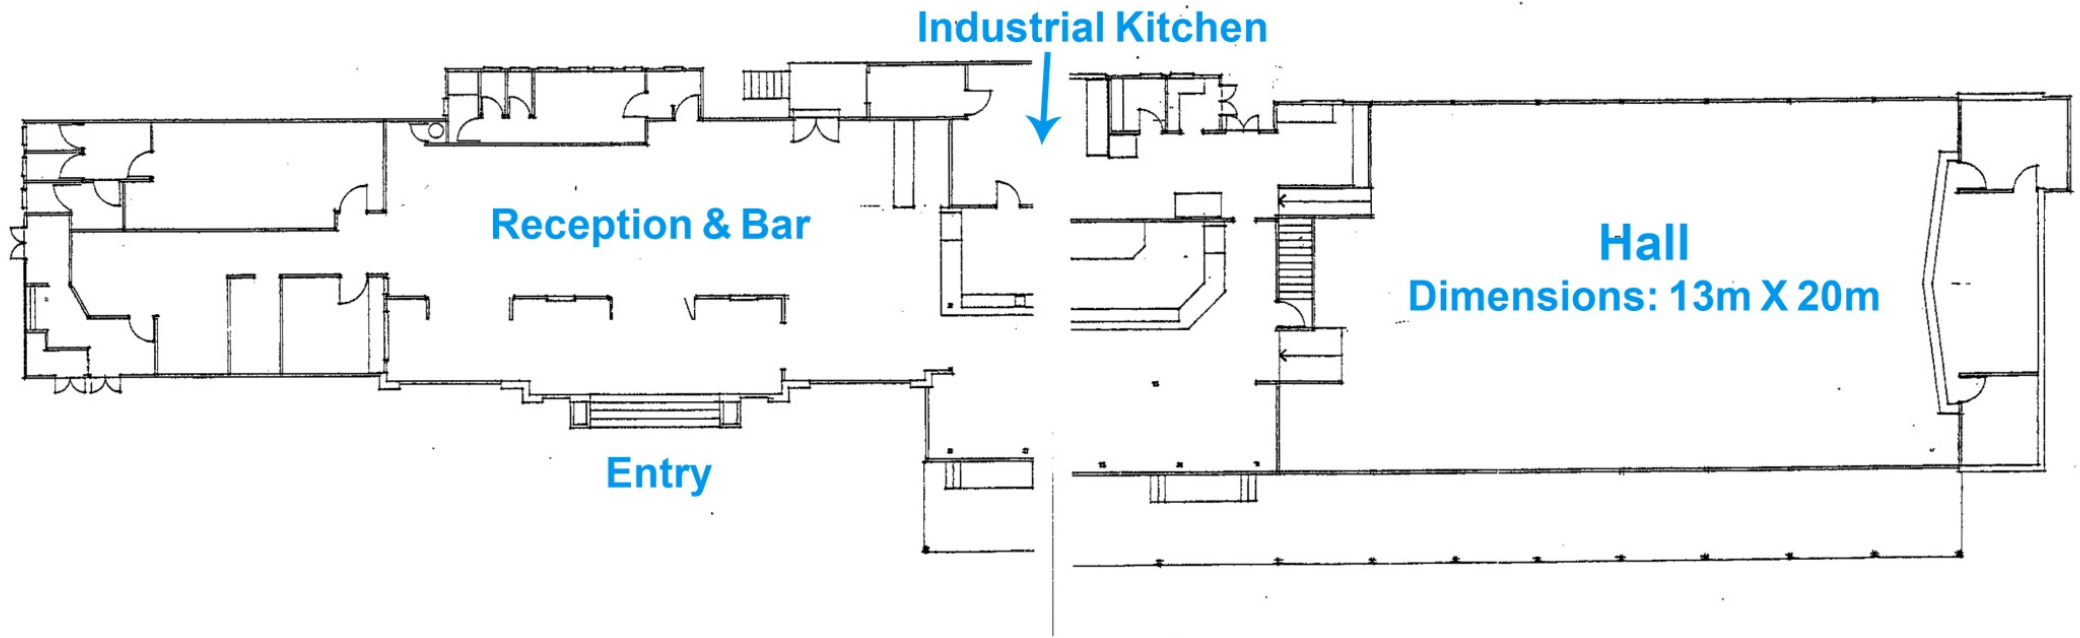 Industrial Kitchen
Reception & Bar
Hall
Dimensions: 13m X 20m
Entry